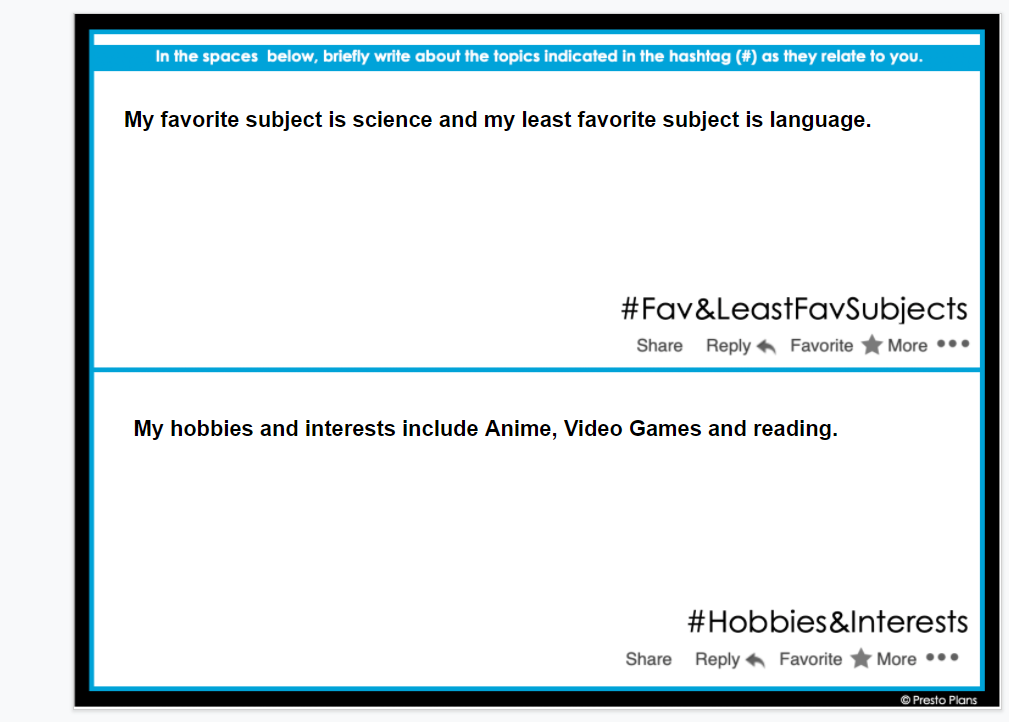 In the spaces below, briefly write about the topics indicated in the hashtag (#) as they relate to you.
My favorite subject is science and my least favorite subject is language.
#Fav&LeastFavSubjects
Share Reply Favorite More
My hobbies and interests include Anime, Video Games and reading.
#Hobbies&Interests
Share Reply Favorite More
© Presto Plans